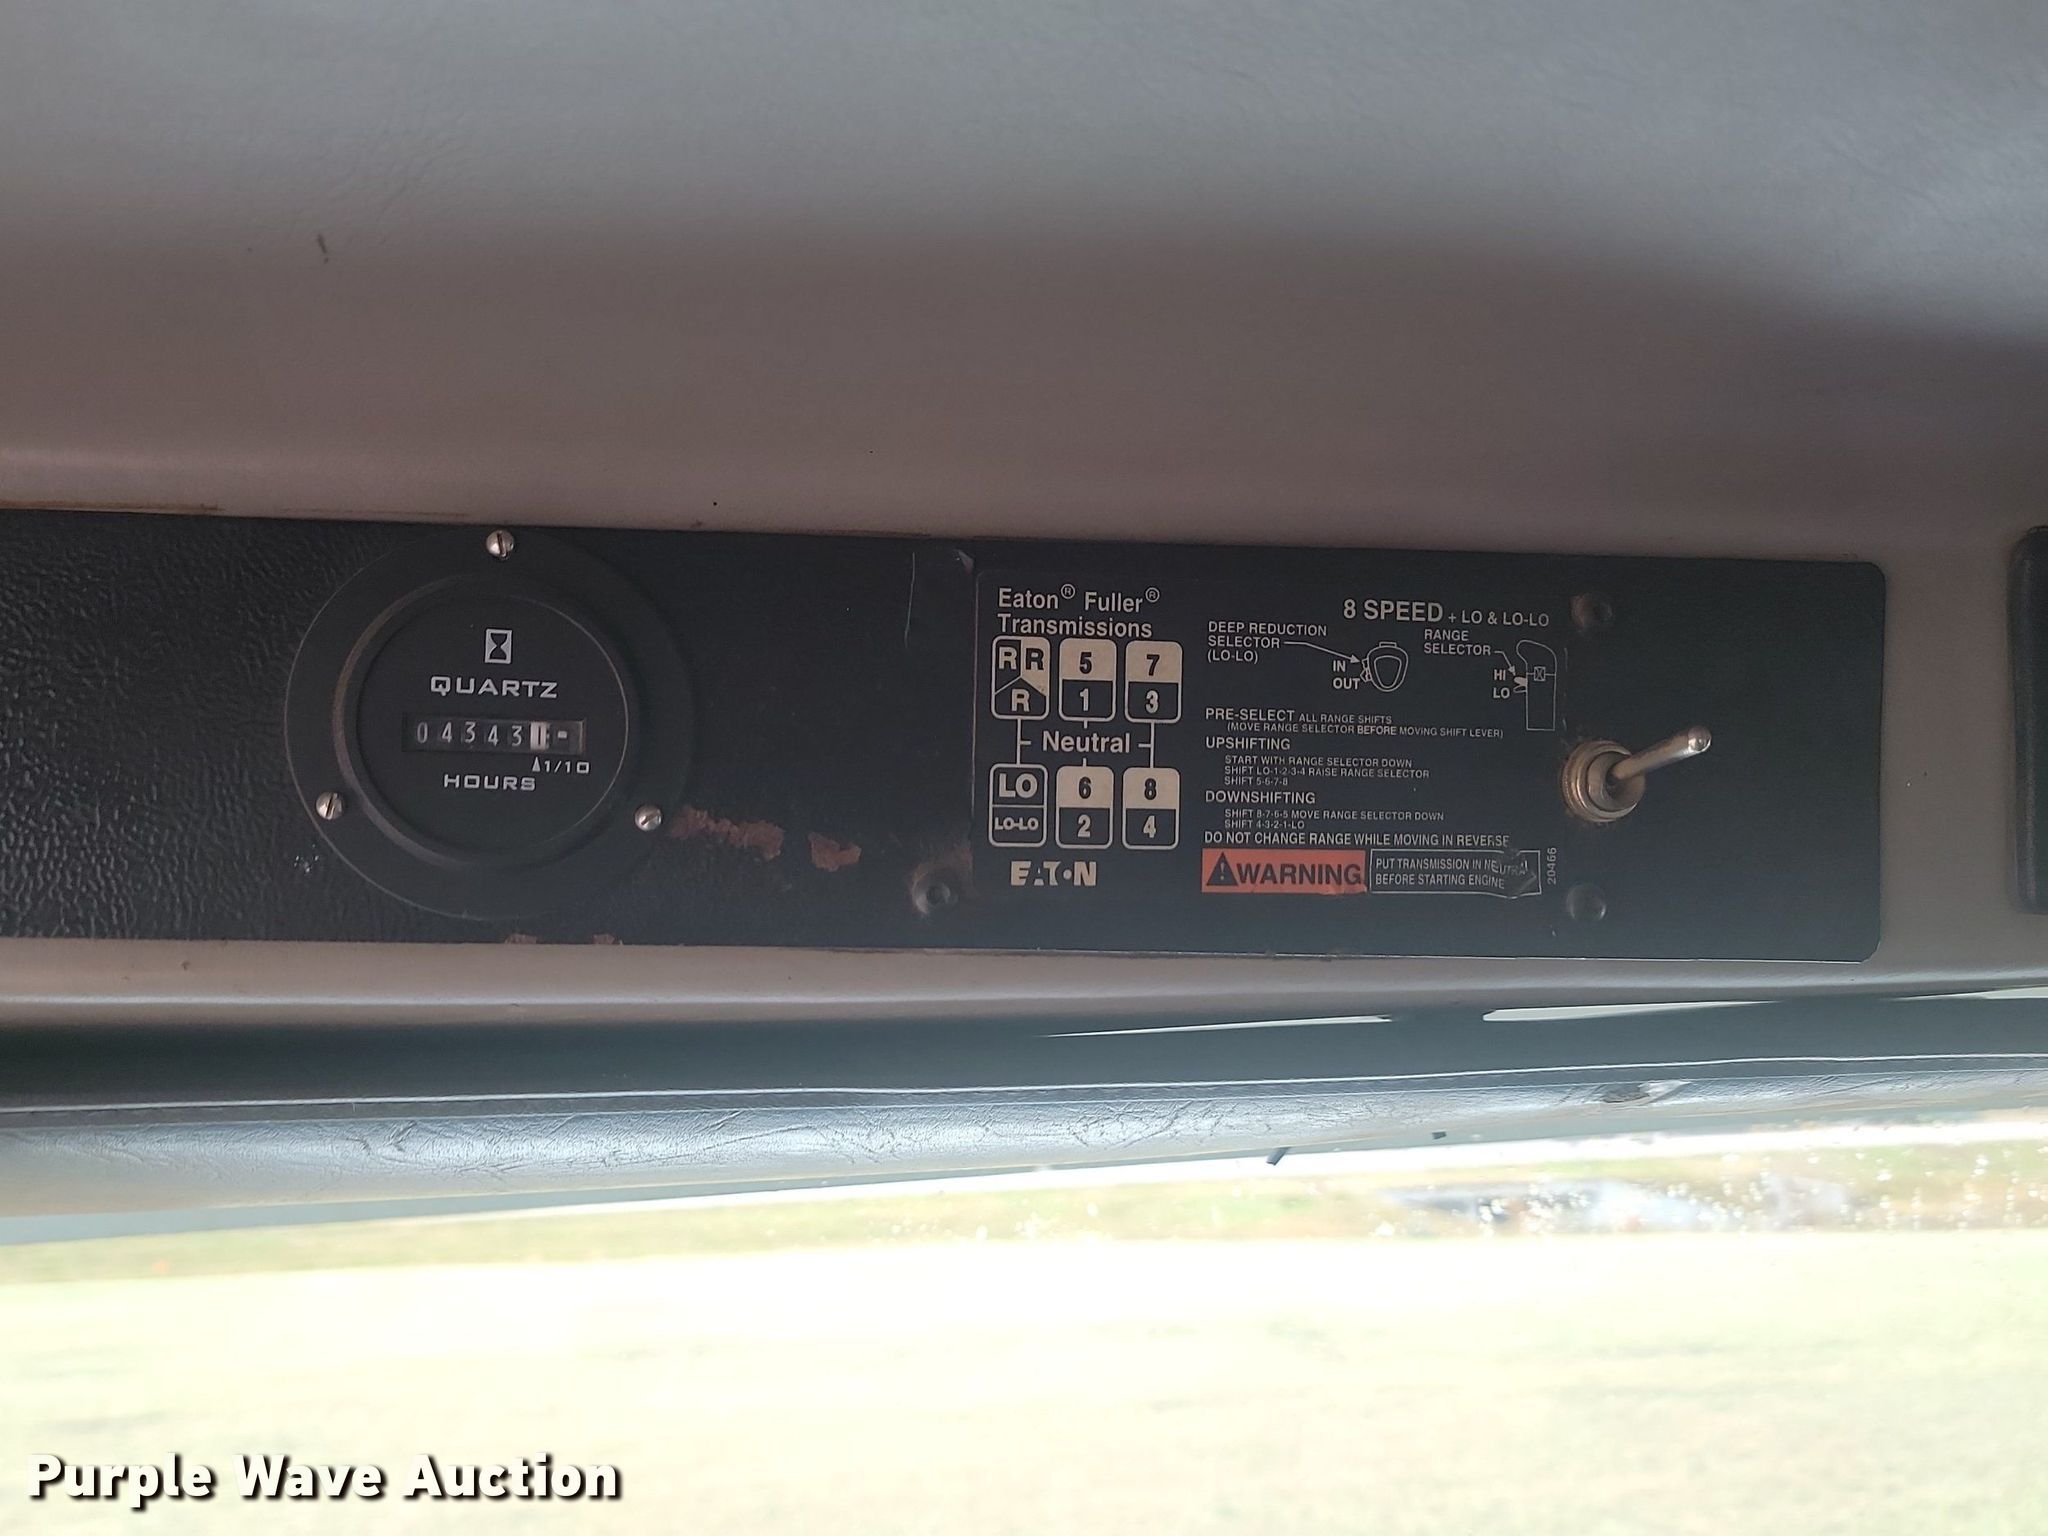 QUARTZ
04343 1
1/10
HOURS
Eaton® Fuller®
Transmissions
R R 5 7
R 1 3
Neutral
LO 6 8
LO-LO 2 4
EATON
8 SPEED + LO & LO-LO
DEEP REDUCTION
SELECTOR
(LO-LO)
IN
OUT
RANGE
SELECTOR
HI
LO
PRE-SELECT ALL RANGE SHIFTS
(MOVE RANGE SELECTOR BEFORE MOVING SHIFT LEVER)
UPSHIFTING
START WITH RANGE SELECTOR DOWN
SHIFT LO-1-2-3-4 RAISE RANGE SELECTOR
SHIFT 5-6-7-8
DOWNSHIFTING
SHIFT 8-7-6-5 MOVE RANGE SELECTOR DOWN
SHIFT 4-3-2-1-LO
DO NOT CHANGE RANGE WHILE MOVING IN REVERSE
WARNING
PUT TRANSMISSION IN NEUTRAL
BEFORE STARTING ENGINE
20466
Purple Wave Auction